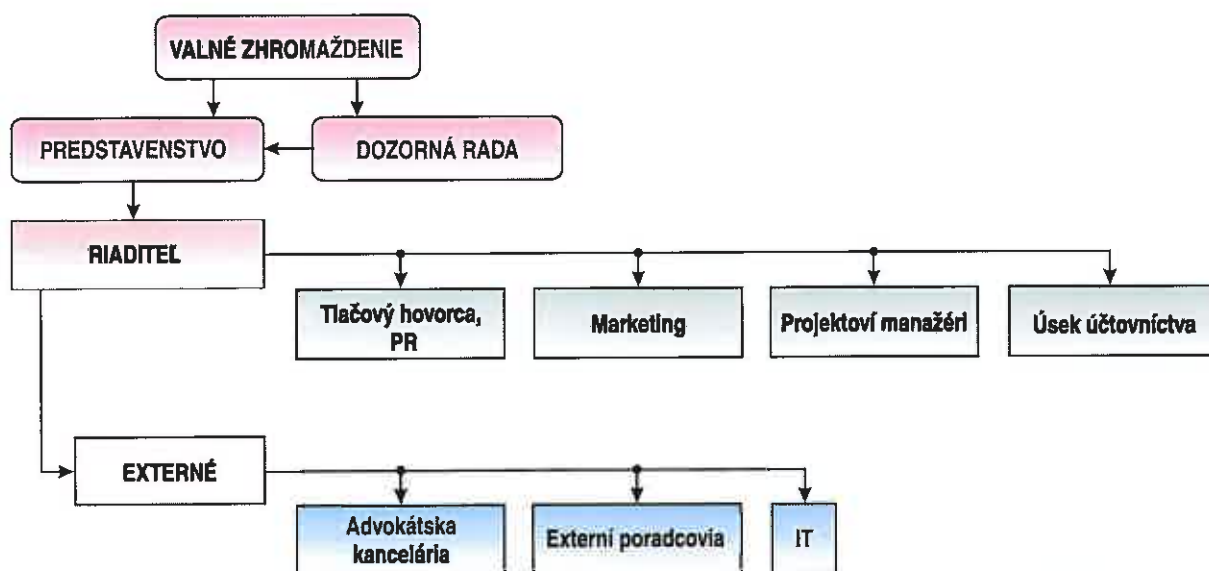 VALNÉ ZHROMAŽDENIE
PREDSTAVENSTVO
DOZORNÁ RADA
RIADITEĽ
Tlačový hovorca,
PR
Marketing
Projektoví manažéri
Úsek účtovníctva
EXTERNÉ
Advokátska
kancelária
Externí poradcovia
IT